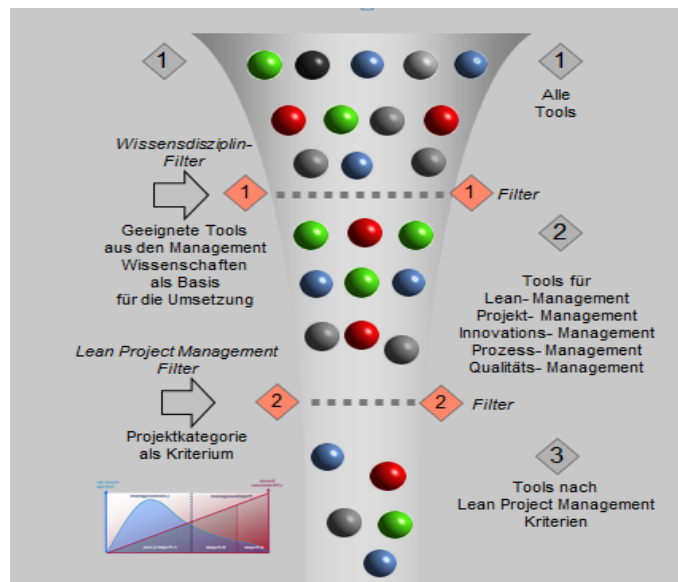 1
1
Alle
Tools
Wissensdisziplin-
Filter
1
1
Filter
Geeignete Tools
aus den Management
Wissenschaften
als Basis
für die Umsetzung
2
Tools für
Lean- Management
Projekt- Management
Innovations- Management
Prozess- Management
Qualitäts- Management
Lean Project Management
Filter
2
2
Filter
Projektkategorie
als Kriterium
3
Tools nach
Lean Project Management
Kriterien